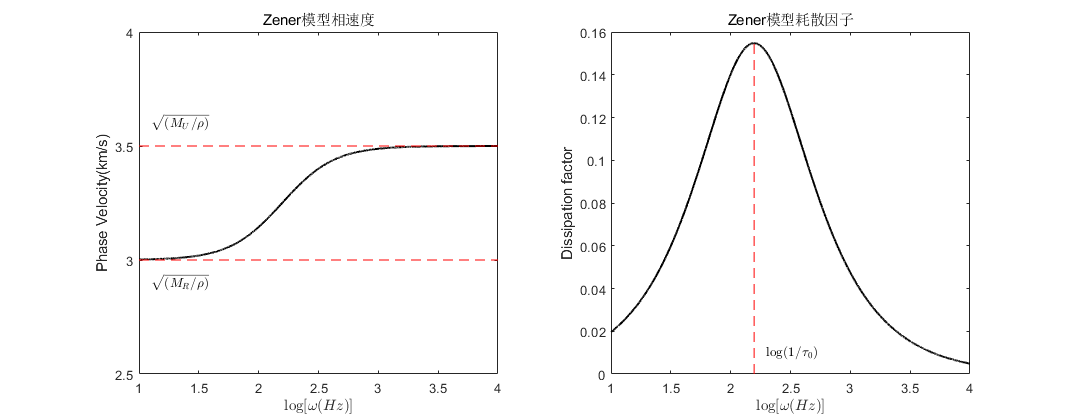 Zener模型相速度
4
3.5
3
2.5
Phase Velocity(km/s)
√(M_U/ρ)
√(M_R/ρ)
1 1.5 2 2.5 3 3.5 4
log[ω(Hz)]
Zener模型耗散因子
0.16
0.14
0.12
0.1
0.08
0.06
0.04
0.02
0
Dissipation factor
log(1/τ₀)
1 1.5 2 2.5 3 3.5 4
log[ω(Hz)]